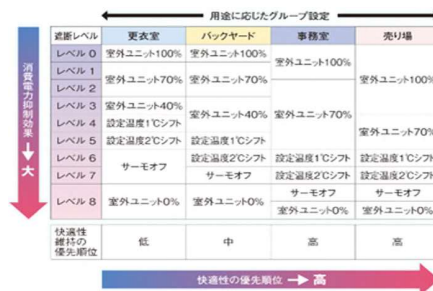 用途に応じたグループ設定
遮断レベル 更衣室 バックヤード 事務室 売り場
レベル 0 室外ユニット100% 室外ユニット100% 室外ユニット100% 室外ユニット100%
レベル 1 室外ユニット70% 室外ユニット70%
レベル 2 室外ユニット70%
レベル 3 室外ユニット40% 室外ユニット40%
レベル 4 設定温度1℃シフト 室外ユニット70%
レベル 5 設定温度2℃シフト 設定温度1℃シフト
レベル 6 サーモオフ 設定温度2℃シフト 設定温度1℃シフト 設定温度1℃シフト
レベル 7 サーモオフ 設定温度2℃シフト 設定温度2℃シフト
レベル 8 室外ユニット0% 室外ユニット0% サーモオフ サーモオフ
室外ユニット0% 室外ユニット0%
快適性
維持の
優先順位
低 中 高 高
消費電力抑制効果
大
快適性の優先順位 高